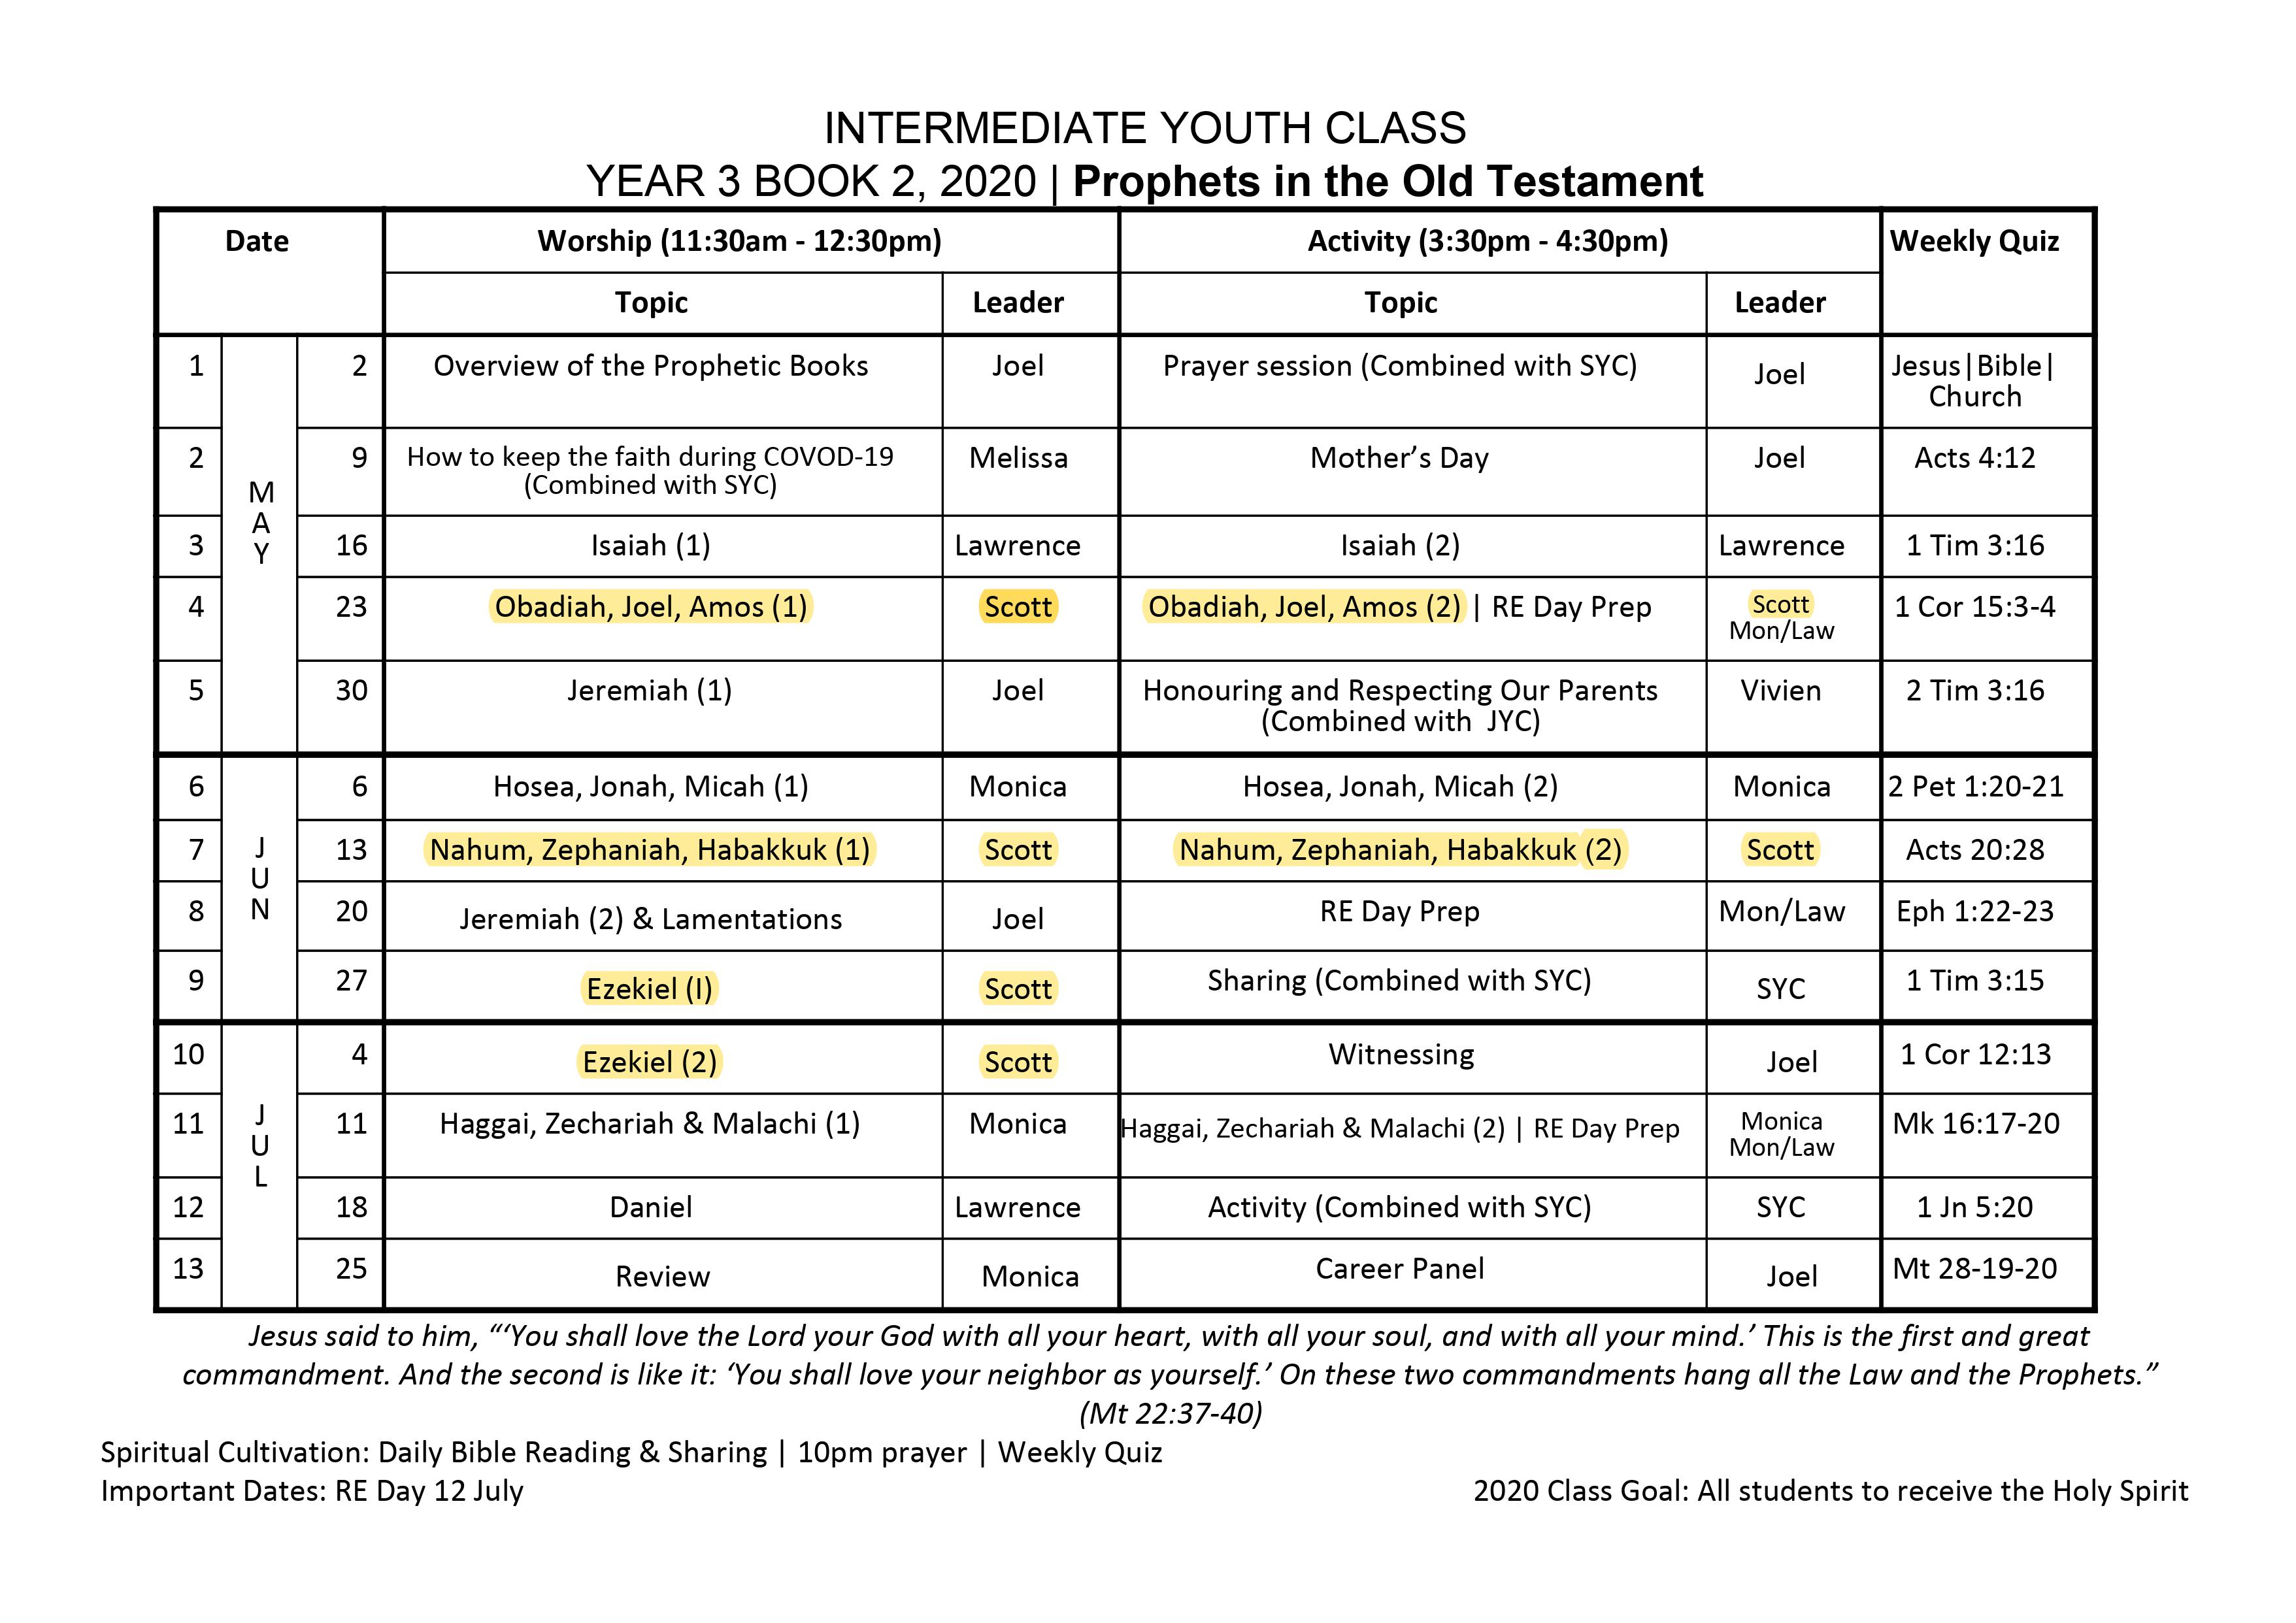 INTERMEDIATE YOUTH CLASS
YEAR 3 BOOK 2, 2020 | Prophets in the Old Testament
Date Worship (11:30am - 12:30pm) Activity (3:30pm - 4:30pm) Weekly Quiz
Topic Leader Topic Leader
MAY
1 2 Overview of the Prophetic Books Joel Prayer session (Combined with SYC) Joel Jesus|Bible|
Church
2 9 How to keep the faith during COVOD-19 Melissa Mother’s Day Joel Acts 4:12
(Combined with SYC)
3 16 Isaiah (1) Lawrence Isaiah (2) Lawrence 1 Tim 3:16
4 23 Obadiah, Joel, Amos (1) Scott Obadiah, Joel, Amos (2) | RE Day Prep Scott 1 Cor 15:3-4
Mon/Law
5 30 Jeremiah (1) Joel Honouring and Respecting Our Parents Vivien 2 Tim 3:16
(Combined with JYC)
JUN
6 6 Hosea, Jonah, Micah (1) Monica Hosea, Jonah, Micah (2) Monica 2 Pet 1:20-21
7 13 Nahum, Zephaniah, Habakkuk (1) Scott Nahum, Zephaniah, Habakkuk (2) Scott Acts 20:28
8 20 Jeremiah (2) & Lamentations Joel RE Day Prep Mon/Law Eph 1:22-23
9 27 Ezekiel (I) Scott Sharing (Combined with SYC) SYC 1 Tim 3:15
JUL
10 4 Ezekiel (2) Scott Witnessing Joel 1 Cor 12:13
11 11 Haggai, Zechariah & Malachi (1) Monica Haggai, Zechariah & Malachi (2) | RE Day Prep Monica Mk 16:17-20
Mon/Law
12 18 Daniel Lawrence Activity (Combined with SYC) SYC 1 Jn 5:20
13 25 Review Monica Career Panel Joel Mt 28-19-20
Jesus said to him, “‘You shall love the Lord your God with all your heart, with all your soul, and with all your mind.’ This is the first and great
commandment. And the second is like it: ‘You shall love your neighbor as yourself.’ On these two commandments hang all the Law and the Prophets.”
(Mt 22:37-40)
Spiritual Cultivation: Daily Bible Reading & Sharing | 10pm prayer | Weekly Quiz
Important Dates: RE Day 12 July 2020 Class Goal: All students to receive the Holy Spirit